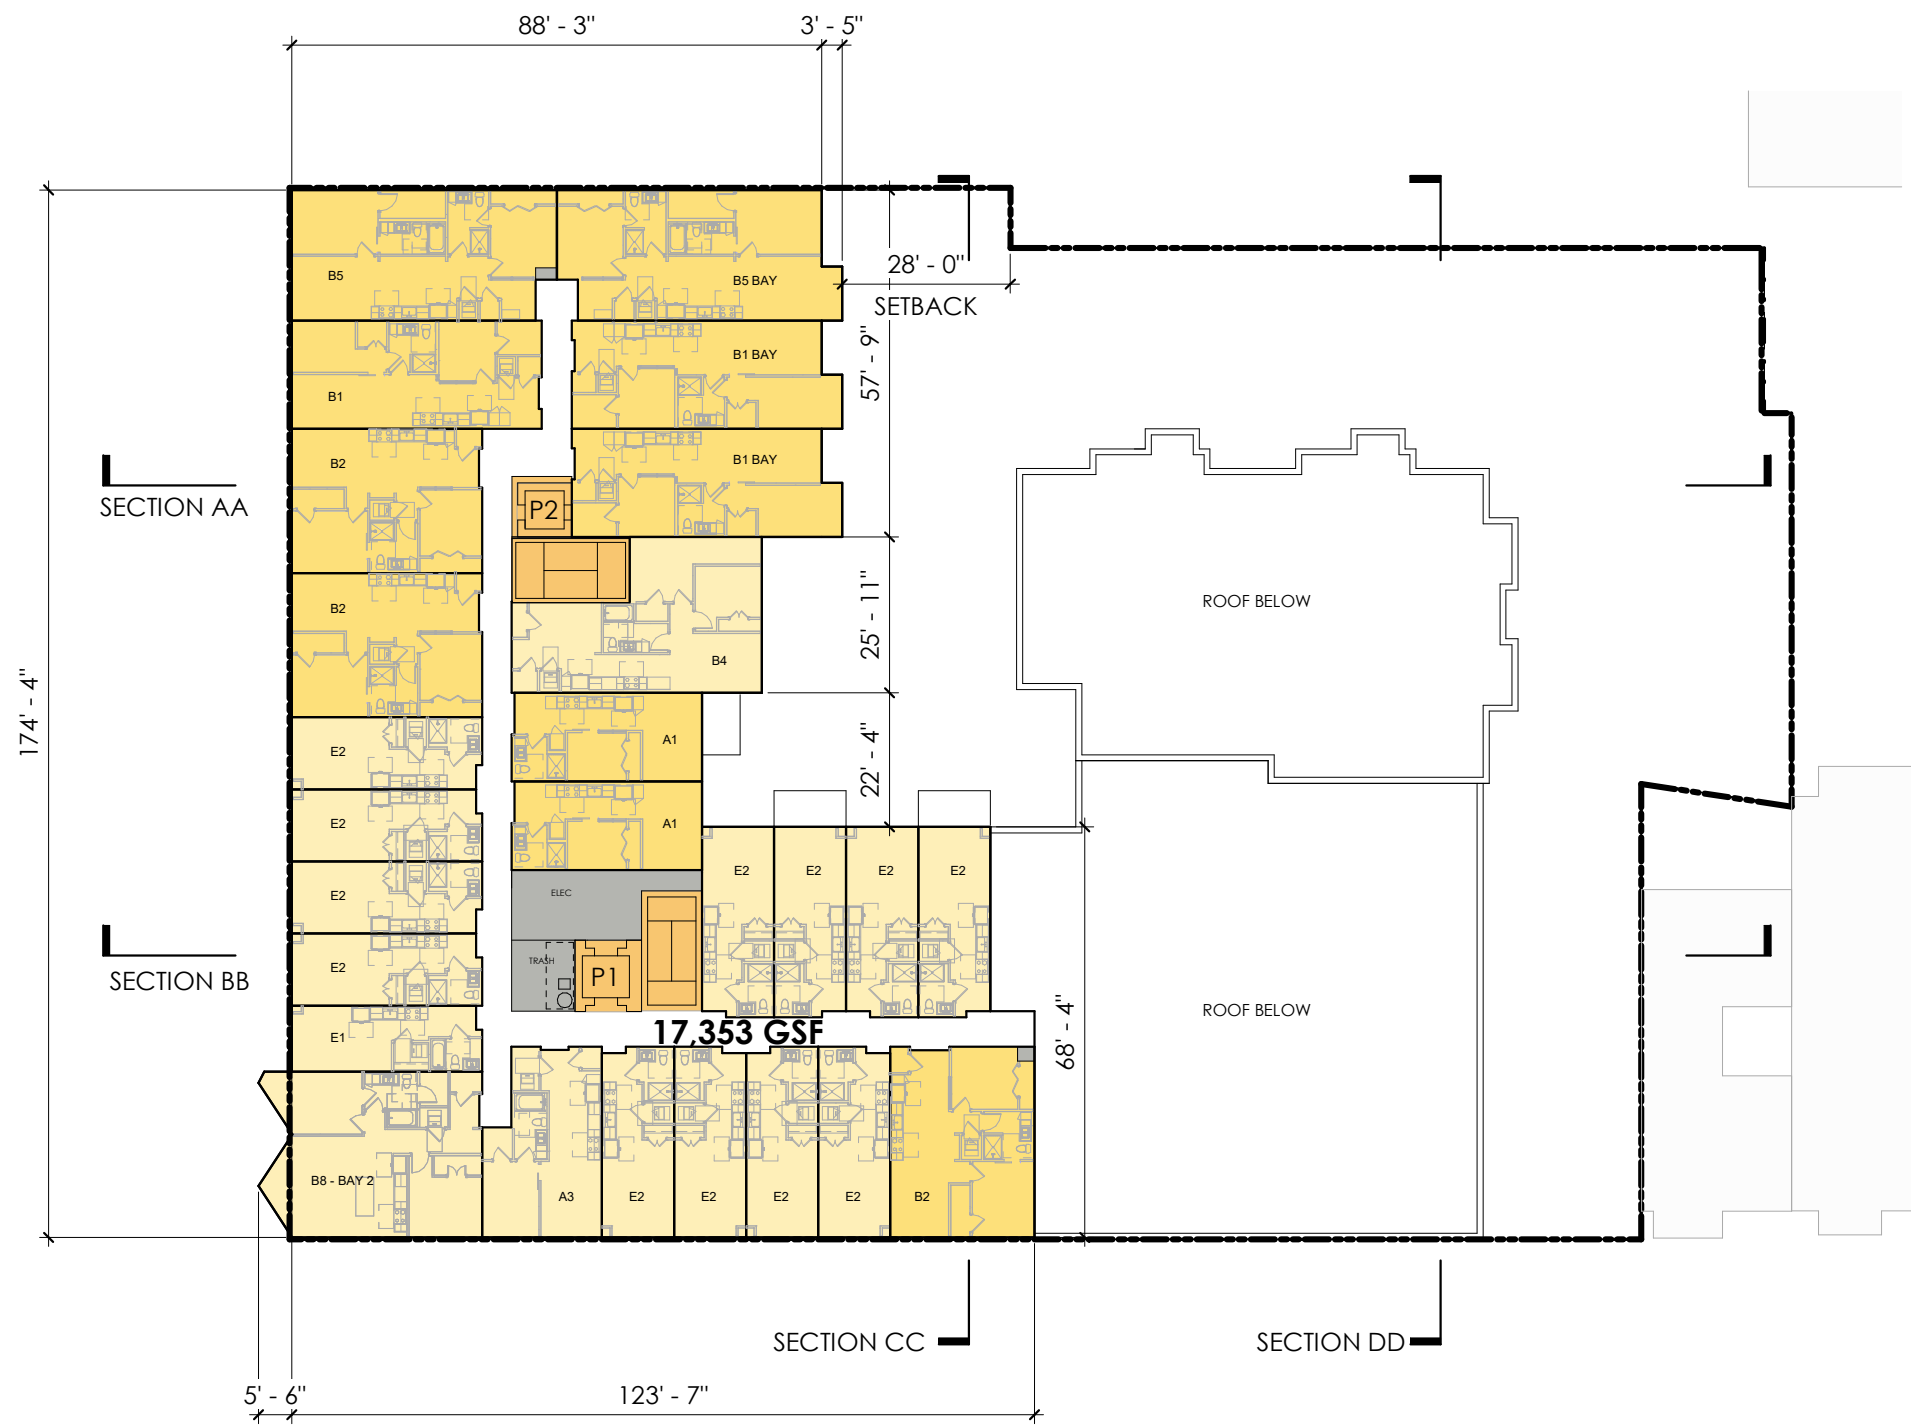 88' - 3"
3' - 5"
B5
B5 BAY
28' - 0"
SETBACK
B1
B1 BAY
57' - 9"
B2
B1 BAY
SECTION AA
P2
B2
25' - 11"
ROOF BELOW
B4
174' - 4"
E2
A1
22' - 4"
E2
A1
E2
E2
E2
E2
E2
ELEC
E2
TRASH
P1
SECTION BB
ROOF BELOW
17,353 GSF
68' - 4"
E1
B8 - BAY 2
A3
E2
E2
E2
E2
B2
SECTION CC
SECTION DD
5' - 6"
123' - 7"